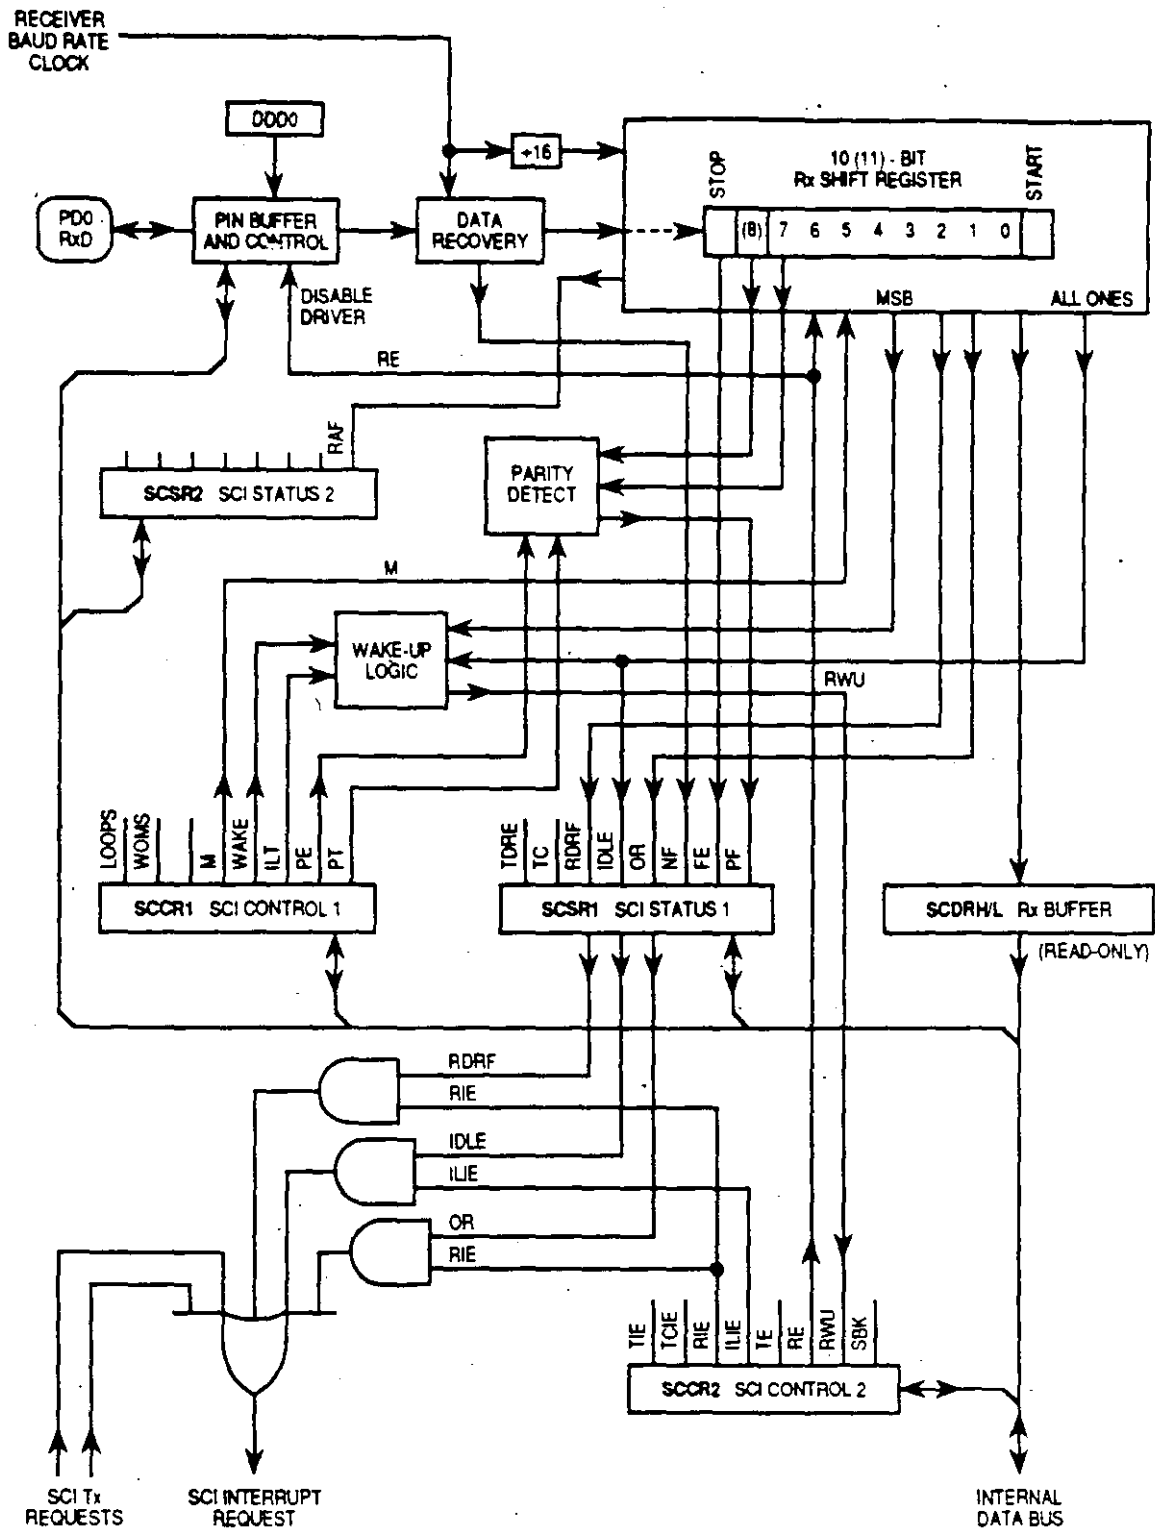 RECEIVER
BAUD RATE
CLOCK
DDD0
÷16
10 (11) - BIT
Rx SHIFT REGISTER
STOP
START
(8) 7 6 5 4 3 2 1 0
PD0
RxD
PIN BUFFER
AND CONTROL
DATA
RECOVERY
MSB
ALL ONES
DISABLE
DRIVER
RE
RAF
SCSR2 SCI STATUS 2
PARITY
DETECT
M
WAKE-UP
LOGIC
RWU
LOOPS
WOMS
M
WAKE
ILT
PE
PT
TDRE
TC
RDRF
IDLE
OR
NF
FE
PF
SCCR1 SCI CONTROL 1
SCSR1 SCI STATUS 1
SCDRH/L Rx BUFFER
(READ-ONLY)
RDRF
RIE
IDLE
ILIE
OR
RIE
TIE
TCIE
RIE
ILIE
TE
RE
RWU
SBK
SCCR2 SCI CONTROL 2
SCI Tx
REQUESTS
SCI INTERRUPT
REQUEST
INTERNAL
DATA BUS